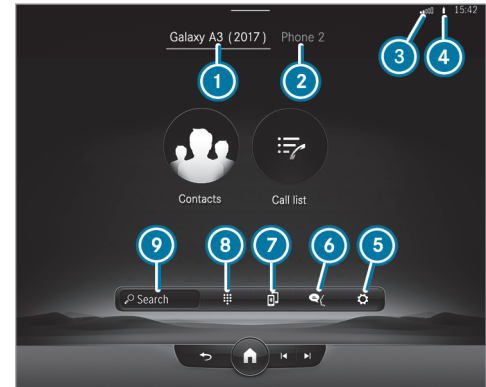 15:42
Galaxy A3 (2017) Phone 2
3 4
1 2
Contacts Call list
9 8 7 6 5
Search